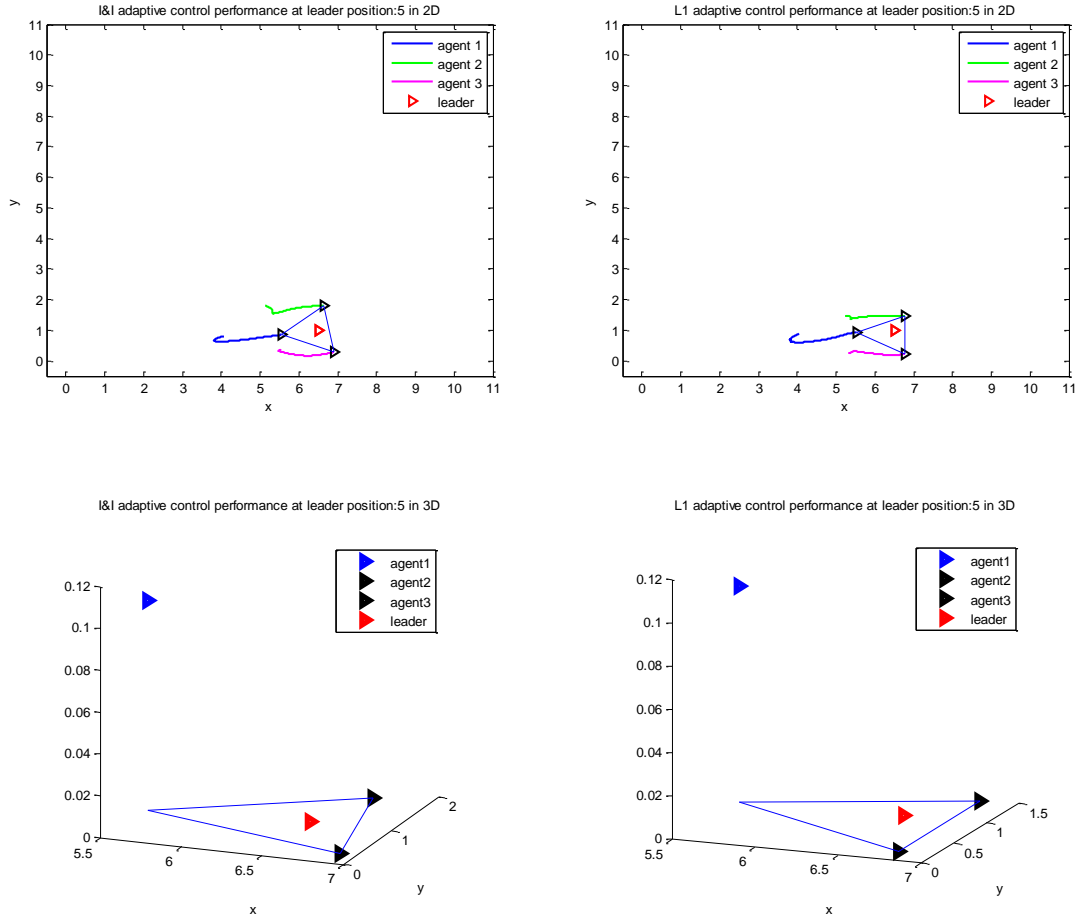 I&I adaptive control performance at leader position:5 in 2D
11
10
9
8
7
6
5
4
3
2
1
0
y
0 1 2 3 4 5 6 7 8 9 10 11
x
agent 1
agent 2
agent 3
leader
L1 adaptive control performance at leader position:5 in 2D
11
10
9
8
7
6
5
4
3
2
1
0
y
0 1 2 3 4 5 6 7 8 9 10 11
x
agent 1
agent 2
agent 3
leader
I&I adaptive control performance at leader position:5 in 3D
agent1
agent2
agent3
leader
0.12
0.1
0.08
0.06
0.04
0.02
0
5.5 6 6.5 7
x
0 1 2
y
L1 adaptive control performance at leader position:5 in 3D
agent1
agent2
agent3
leader
0.12
0.1
0.08
0.06
0.04
0.02
0
5.5 6 6.5 7
x
0 0.5 1 1.5
y